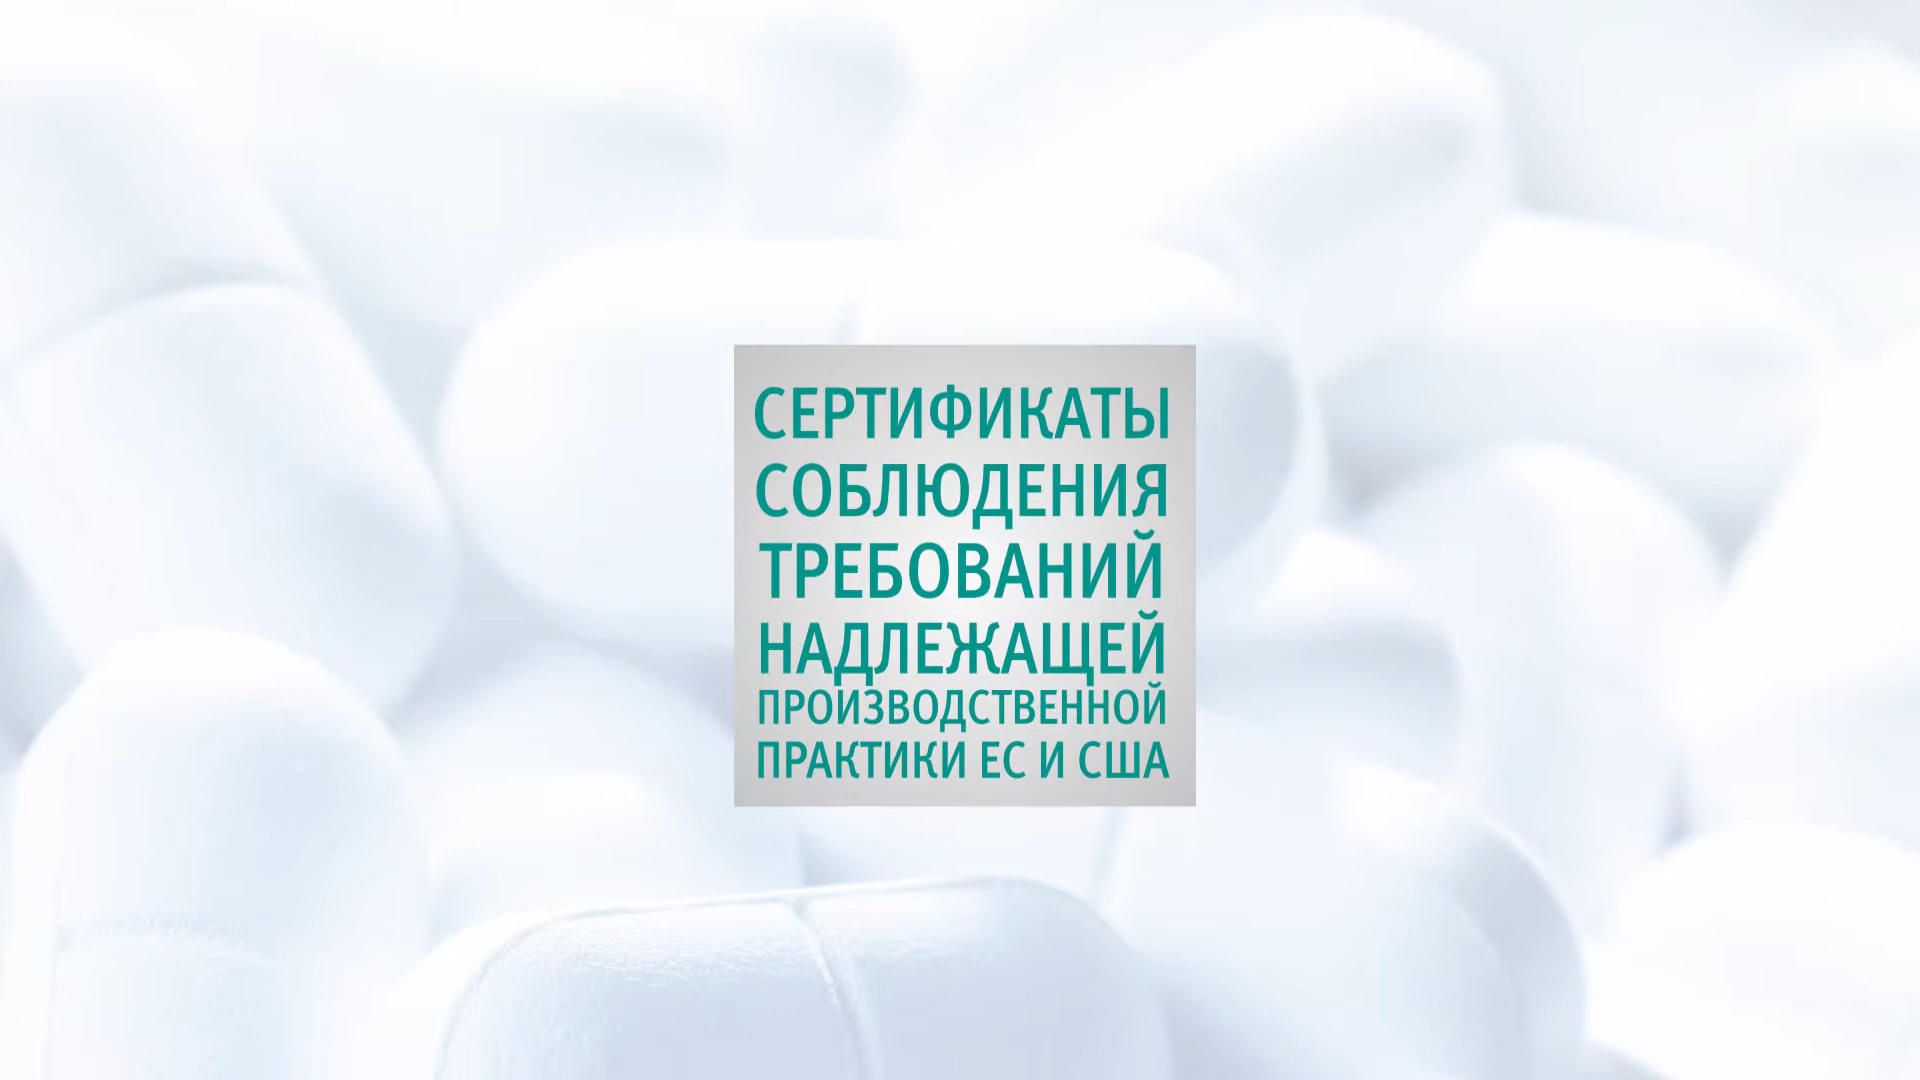 СЕРТИФИКАТЫ
СОБЛЮДЕНИЯ
ТРЕБОВАНИЙ
НАДЛЕЖАЩЕЙ
ПРОИЗВОДСТВЕННОЙ
ПРАКТИКИ ЕС И США